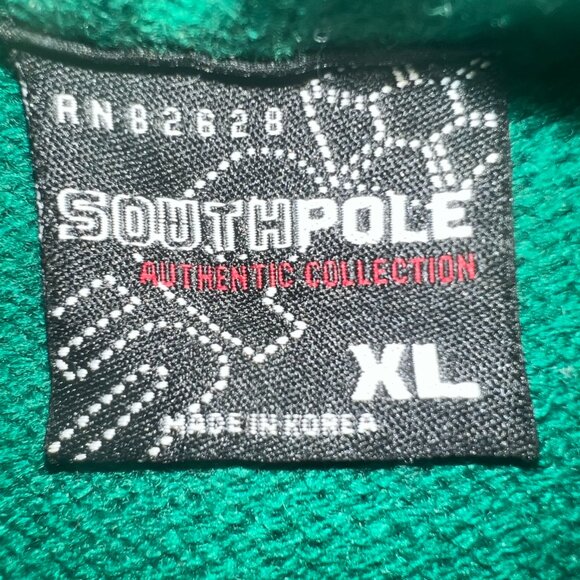 RN82628
SOUTHPOLE
AUTHENTIC COLLECTION
XL
MADE IN KOREA